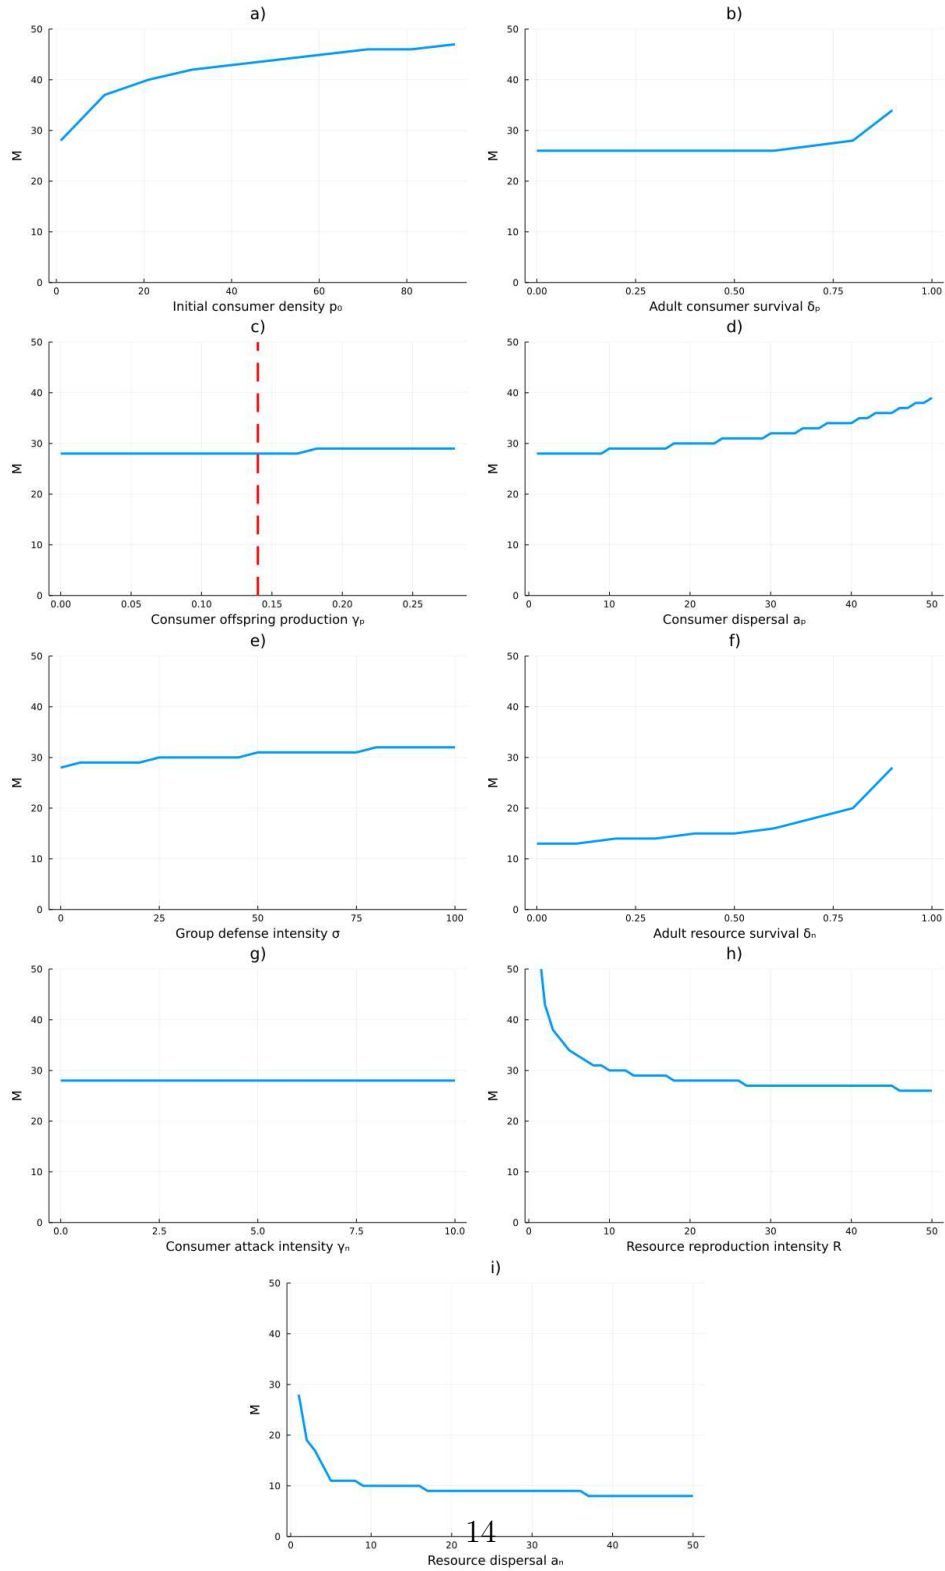 a)
50
40
30
20
10
0
M
0 20 40 60 80
Initial consumer density p₀
b)
50
40
30
20
10
0
M
0.00 0.25 0.50 0.75 1.00
Adult consumer survival δₚ
c)
50
40
30
20
10
0
M
0.00 0.05 0.10 0.15 0.20 0.25
Consumer offspring production γₚ
d)
50
40
30
20
10
0
M
0 10 20 30 40 50
Consumer dispersal aₚ
e)
50
40
30
20
10
0
M
0 25 50 75 100
Group defense intensity σ
f)
50
40
30
20
10
0
M
0.00 0.25 0.50 0.75 1.00
Adult resource survival δₙ
g)
50
40
30
20
10
0
M
0.0 2.5 5.0 7.5 10.0
Consumer attack intensity γₙ
h)
50
40
30
20
10
0
M
0 10 20 30 40 50
Resource reproduction intensity R
i)
50
40
30
20
10
0
M
0 10 20 30 40 50
Resource dispersal aₙ
14